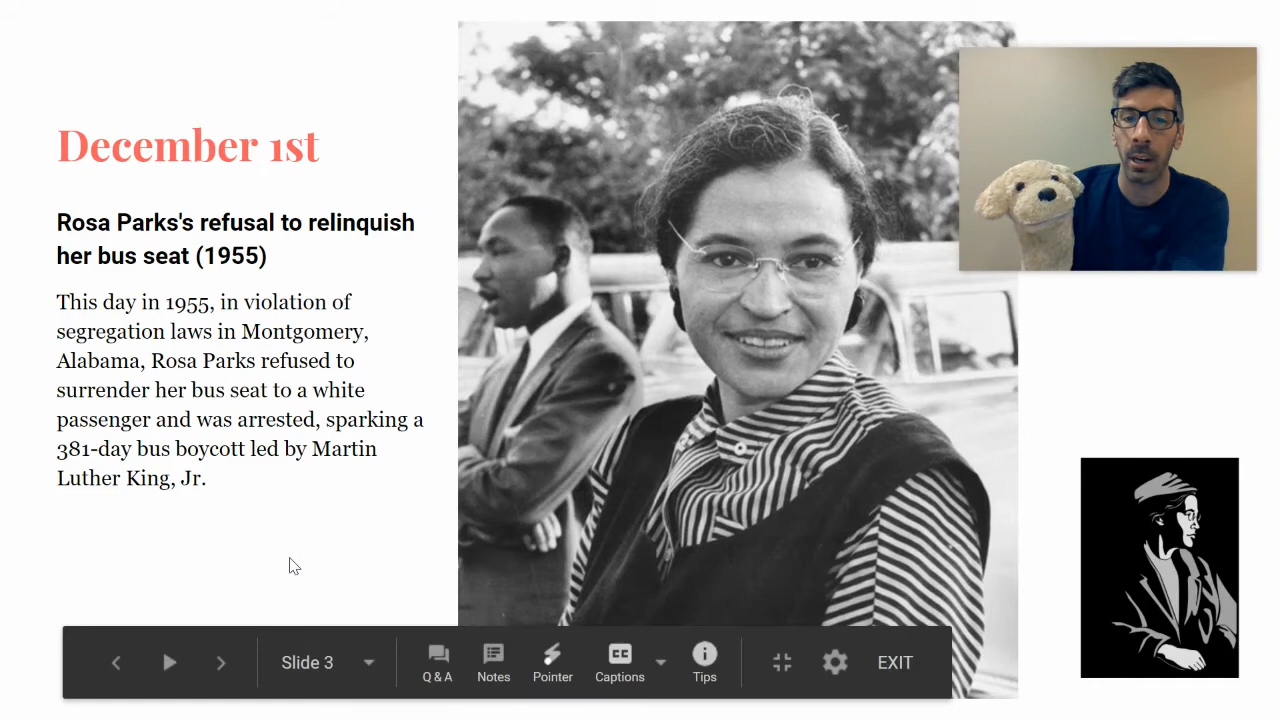 December 1st
Rosa Parks's refusal to relinquish
her bus seat (1955)
This day in 1955, in violation of
segregation laws in Montgomery,
Alabama, Rosa Parks refused to
surrender her bus seat to a white
passenger and was arrested, sparking a
381-day bus boycott led by Martin
Luther King, Jr.
Slide 3
Q & A
Notes
Pointer
CC
Captions
Tips
EXIT